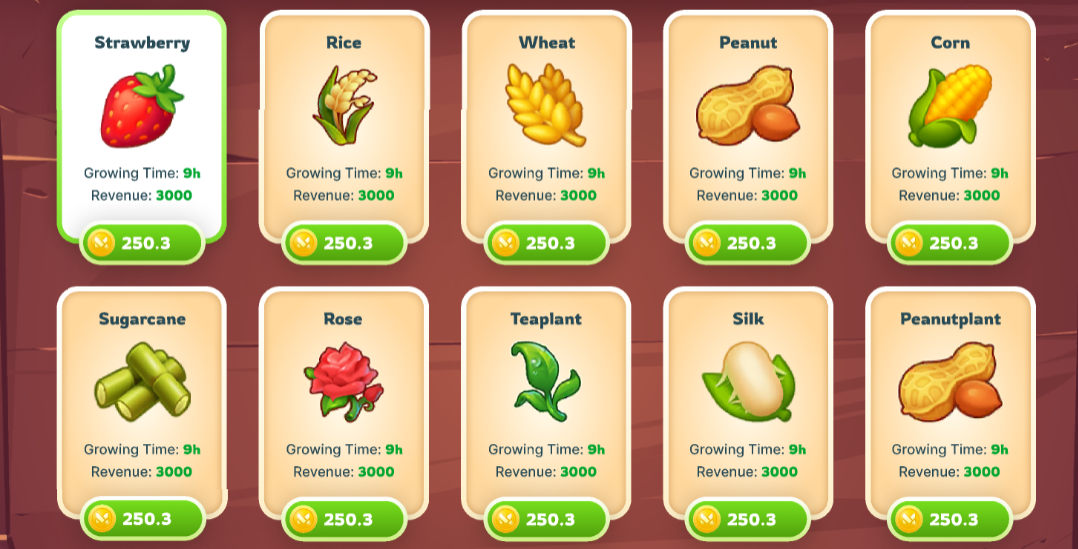 Strawberry
Growing Time: 9h
Revenue: 3000
250.3
Rice
Growing Time: 9h
Revenue: 3000
250.3
Wheat
Growing Time: 9h
Revenue: 3000
250.3
Peanut
Growing Time: 9h
Revenue: 3000
250.3
Corn
Growing Time: 9h
Revenue: 3000
250.3
Sugarcane
Growing Time: 9h
Revenue: 3000
250.3
Rose
Growing Time: 9h
Revenue: 3000
250.3
Teaplant
Growing Time: 9h
Revenue: 3000
250.3
Silk
Growing Time: 9h
Revenue: 3000
250.3
Peanutplant
Growing Time: 9h
Revenue: 3000
250.3